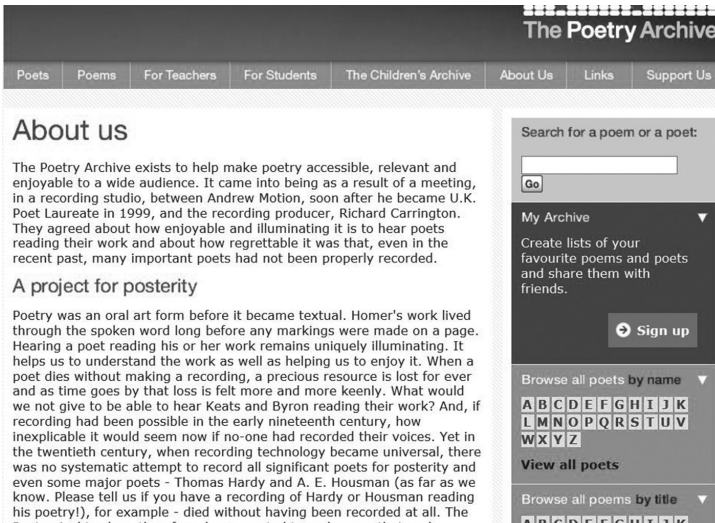 The Poetry Archive
Poets Poems For Teachers For Students The Children's Archive About Us Links Support Us
About us
The Poetry Archive exists to help make poetry accessible, relevant and
enjoyable to a wide audience. It came into being as a result of a meeting,
in a recording studio, between Andrew Motion, soon after he became U.K.
Poet Laureate in 1999, and the recording producer, Richard Carrington.
They agreed about how enjoyable and illuminating it is to hear poets
reading their work and about how regrettable it was that, even in the
recent past, many important poets had not been properly recorded.
A project for posterity
Poetry was an oral art form before it became textual. Homer's work lived
through the spoken word long before any markings were made on a page.
Hearing a poet reading his or her work remains uniquely illuminating. It
helps us to understand the work as well as helping us to enjoy it. When a
poet dies without making a recording, a precious resource is lost for ever
and as time goes by that loss is felt more and more keenly. What would
we not give to be able to hear Keats and Byron reading their work? And, if
recording had been possible in the early nineteenth century, how
inexplicable it would seem now if no-one had recorded their voices. Yet in
the twentieth century, when recording technology became universal, there
was no systematic attempt to record all significant poets for posterity and
even some major poets - Thomas Hardy and A. E. Housman (as far as we
know. Please tell us if you have a recording of Hardy or Housman reading
his poetry!), for example - died without having been recorded at all. The
Search for a poem or a poet:
Go
My Archive
Create lists of your
favourite poems and poets
and share them with
friends.
Sign up
Browse all poets by name
A B C D E F G H I J K
L M N O P Q R S T U V
W X Y Z
View all poets
Browse all poems by title
A B C D E F G H I J K